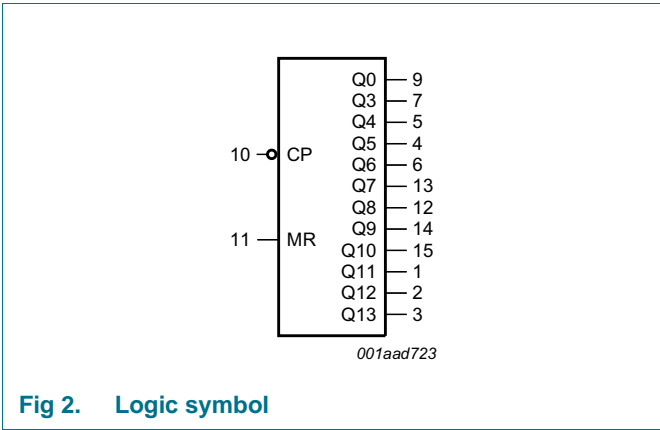 Q0 9
Q3 7
Q4 5
Q5 4
10 CP Q6 6
Q7 13
Q8 12
Q9 14
11 MR Q10 15
Q11 1
Q12 2
Q13 3
001aad723
Fig 2. Logic symbol